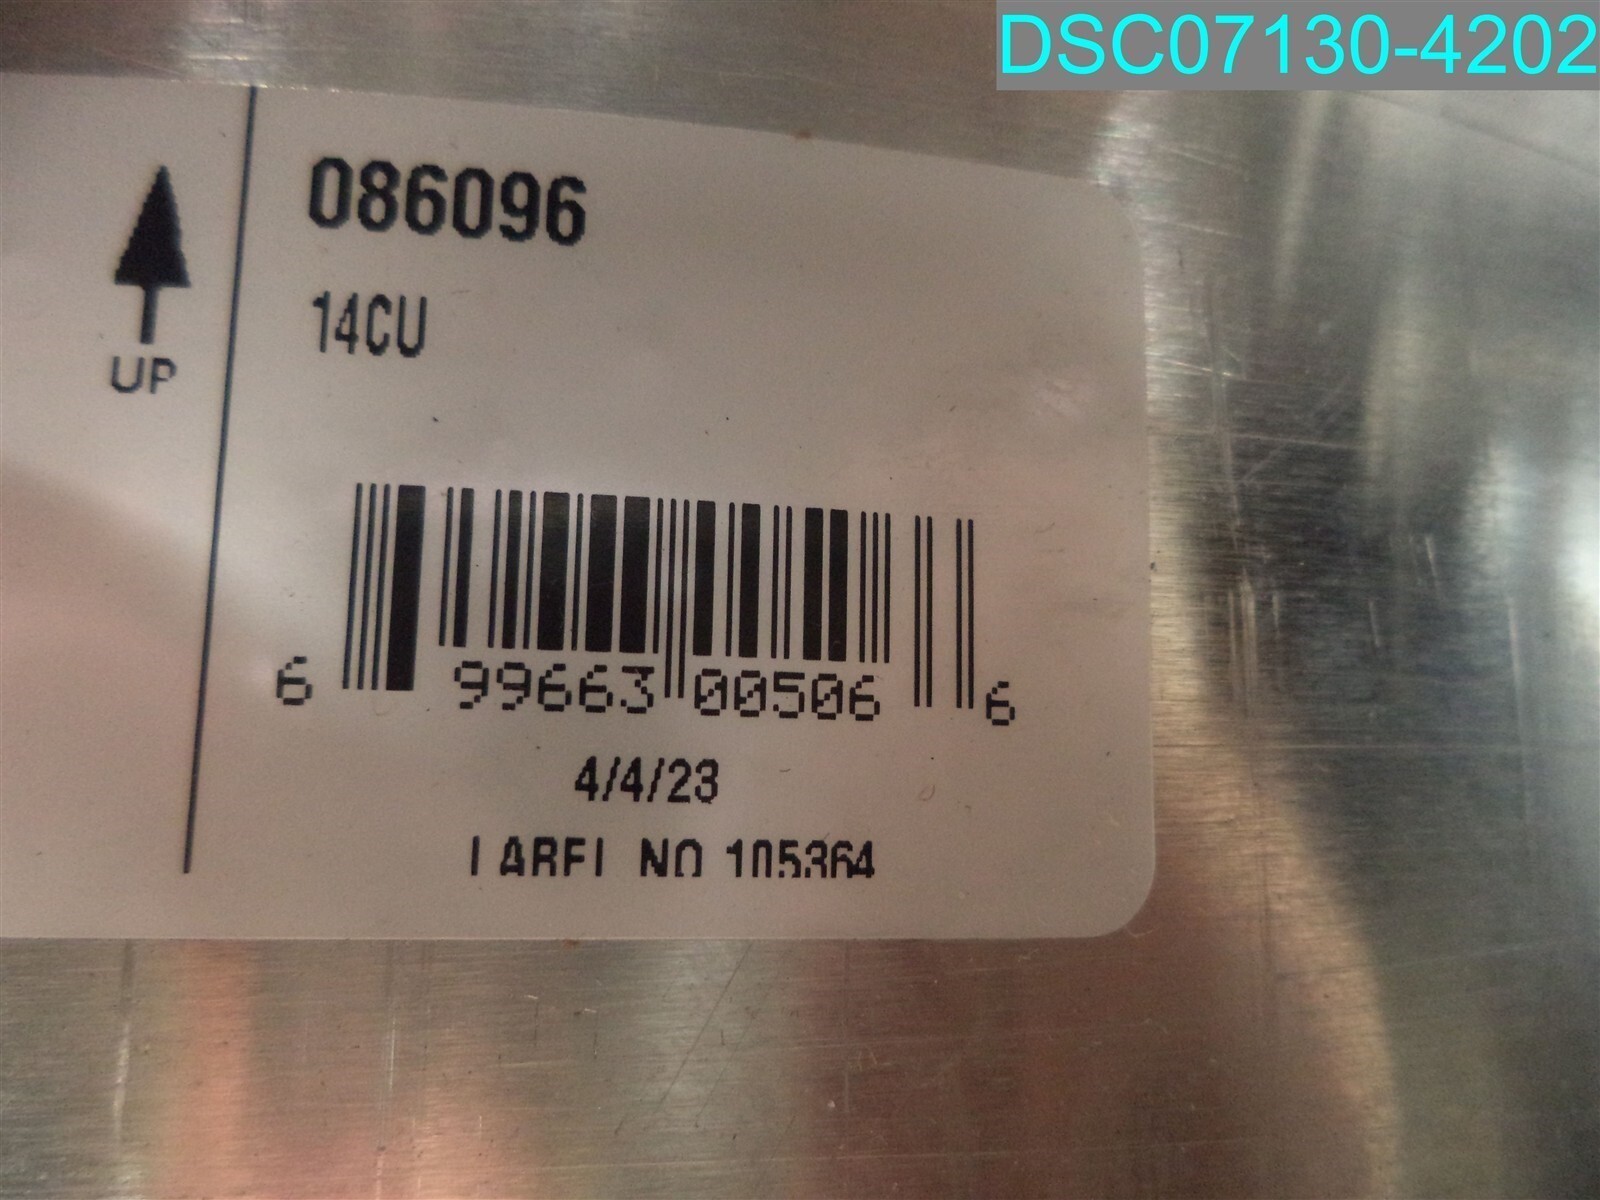 DSC07130-4202
UP
086096
14CU
6 99663 00506 6
4/4/23
LABEL NO 105364